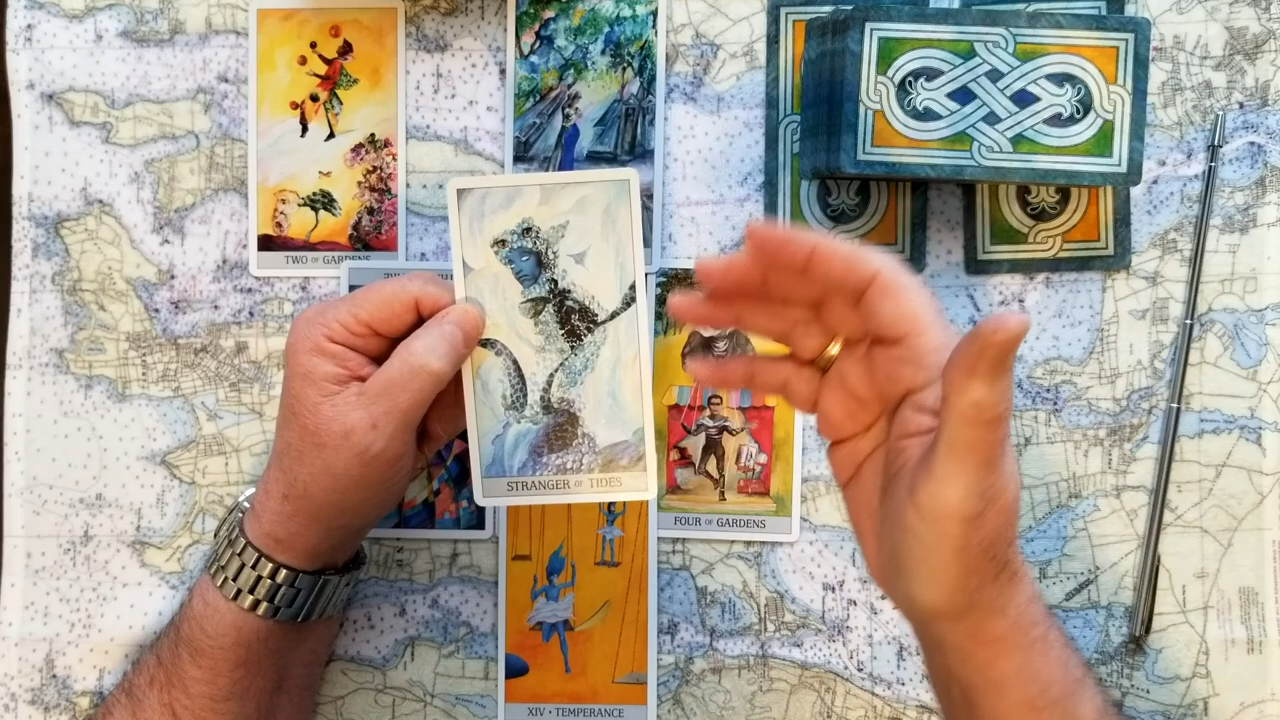 TWO OF GARDENS
STRANGER OF TIDES
FOUR OF GARDENS
XIV • TEMPERANCE